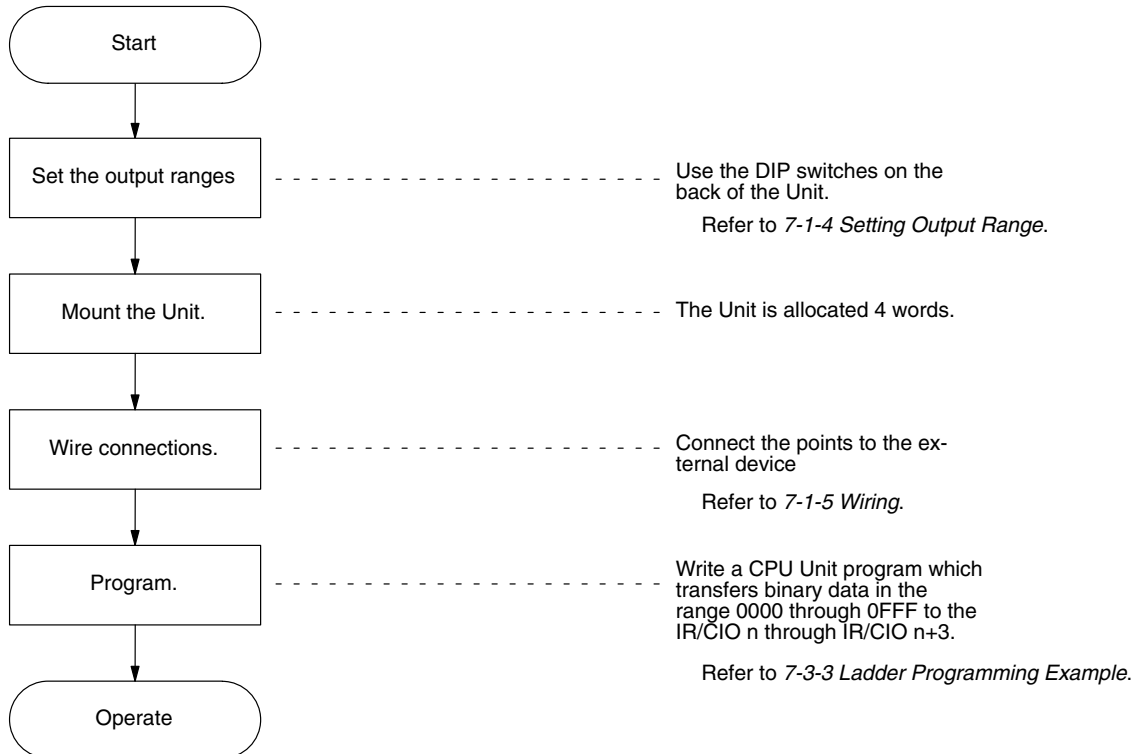 Start
Set the output ranges
Use the DIP switches on the
back of the Unit.
Refer to 7-1-4 Setting Output Range.
Mount the Unit.
The Unit is allocated 4 words.
Wire connections.
Connect the points to the ex-
ternal device
Refer to 7-1-5 Wiring.
Program.
Write a CPU Unit program which
transfers binary data in the
range 0000 through 0FFF to the
IR/CIO n through IR/CIO n+3.
Refer to 7-3-3 Ladder Programming Example.
Operate